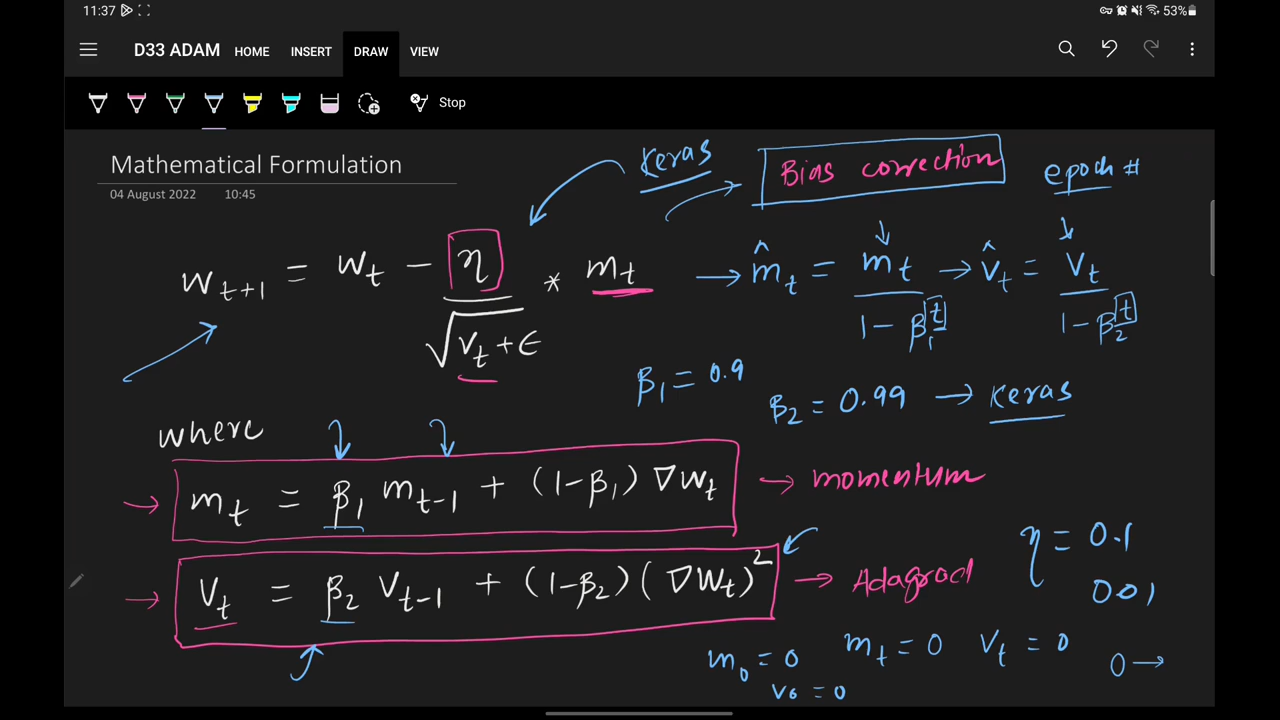 11:37 53%
D33 ADAM HOME INSERT DRAW VIEW
Stop
Mathematical Formulation
04 August 2022 10:45
Keras
Bias correction
epoch #
w_{t+1} = w_t − η / √(v_t + ϵ) * m_t
→ m̂_t = m_t / (1 − β_1^t) → v̂_t = v_t / (1 − β_2^t)
β_1 = 0.9
β_2 = 0.99 → Keras
where
→ m_t = β_1 m_{t-1} + (1-β_1) ∇w_t → momentum
→ v_t = β_2 v_{t-1} + (1-β_2)(∇w_t)^2 → Adagrad
η = 0.1
0.01
m_0 = 0 m_t = 0 v_t = 0 0 →
v_0 = 0